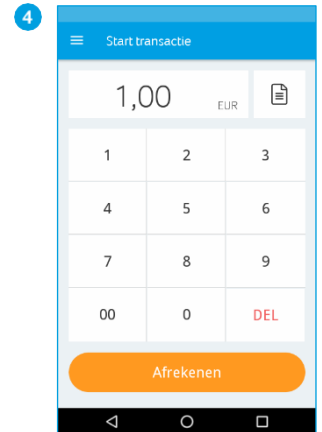 4
Start transactie
1,00 EUR
1 2 3
4 5 6
7 8 9
00 0 DEL
Afrekenen